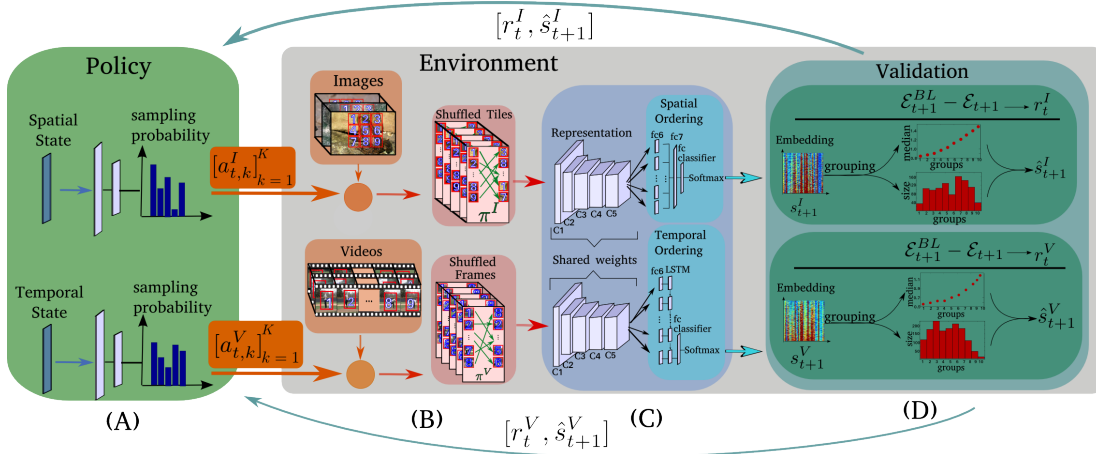 [r_t^I, ŝ_{t+1}^I]
Policy
Environment
Validation
Spatial
State
sampling
probability
[a_{t,k}^I]_{k=1}^K
Images
Shuffled Tiles
π^I
Representation
C1
C2
C3
C4
C5
Spatial
Ordering
fc6
fc7
fc
classifier
Softmax
ℰ_{t+1}^{BL} − ℰ_{t+1} → r_t^I
Embedding
s_{t+1}^I
grouping
median
size
groups
ŝ_{t+1}^I
Temporal
State
sampling
probability
[a_{t,k}^V]_{k=1}^K
Videos
Shuffled
Frames
π^V
Shared weights
C1
C2
C3
C4
C5
Temporal
Ordering
fc6
LSTM
fc
classifier
Softmax
ℰ_{t+1}^{BL} − ℰ_{t+1} → r_t^V
Embedding
s_{t+1}^V
grouping
median
size
groups
ŝ_{t+1}^V
(A)
(B)
(C)
(D)
[r_t^V, ŝ_{t+1}^V]